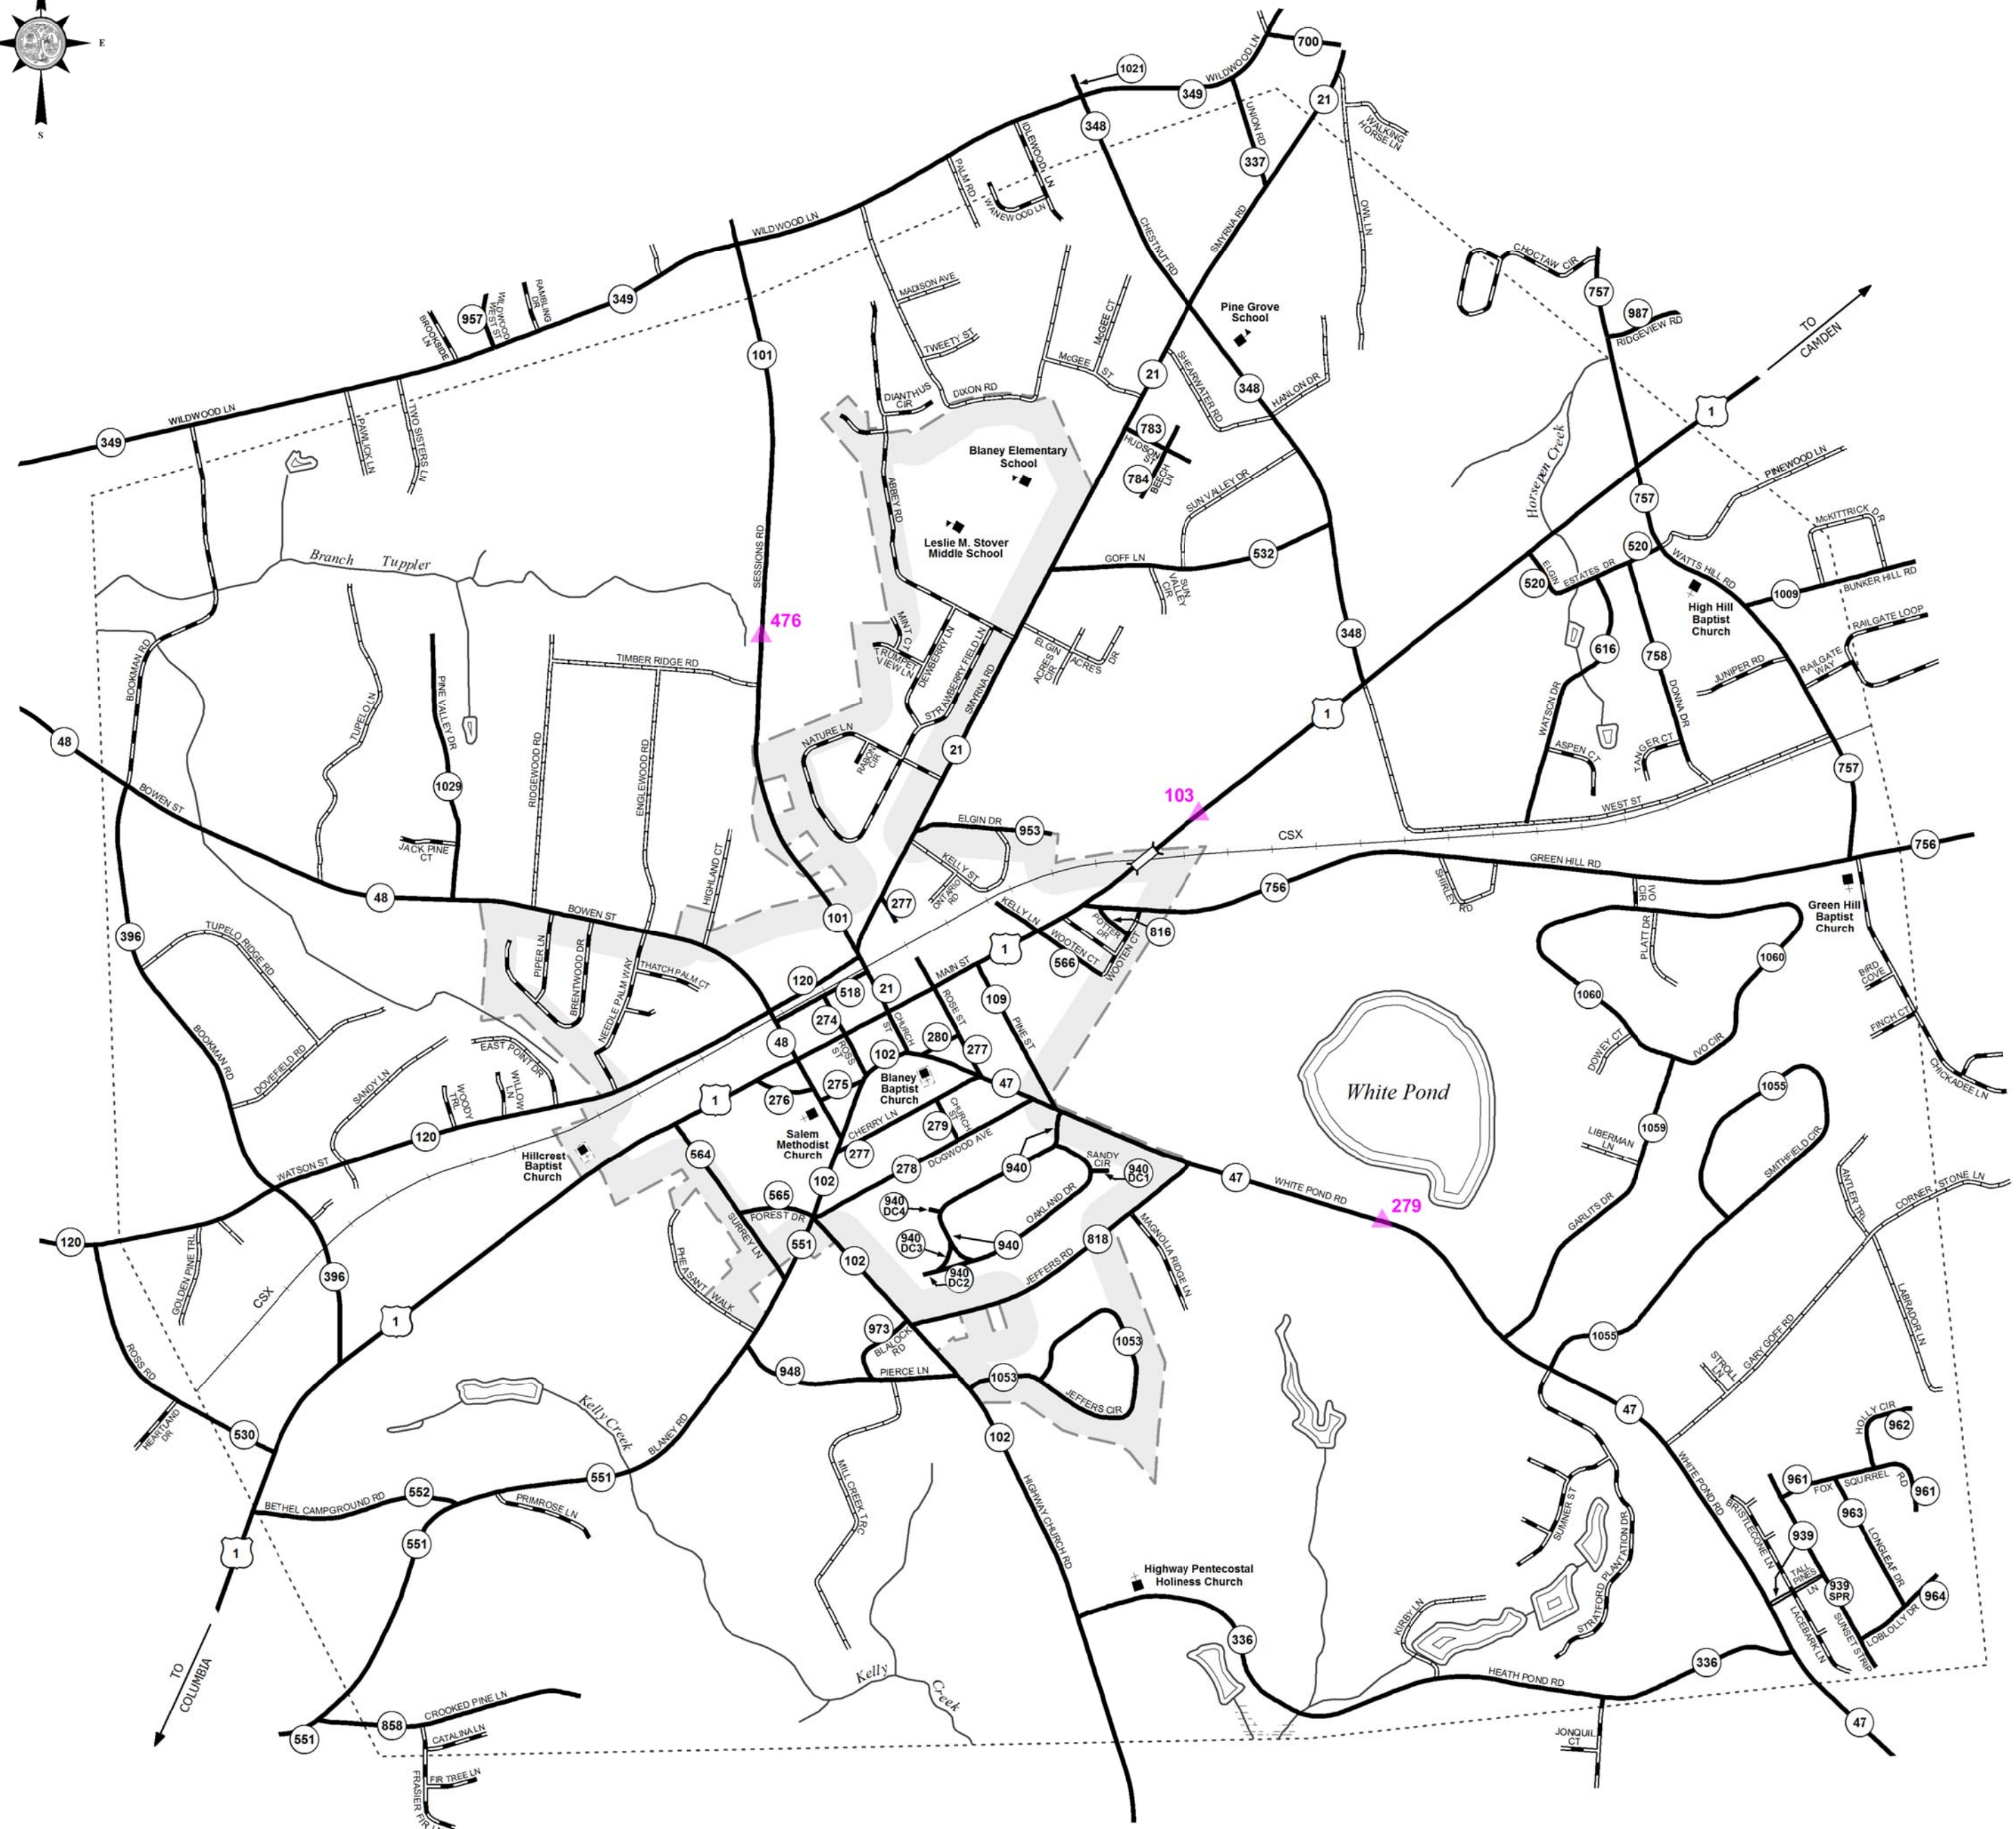 E
S
700
1021
WILDWOOD LN
349
21
348
UNION RD
337
WALKING
HORSE LN
IDLEWOOD LN
PALM RD
WANEWOOD LN
OWL LN
CHESTNUT RD
SMYRNA RD
WILDWOOD LN
CHOCTAW CIR
757
987
RIDGEVIEW RD
TO
CAMDEN
349
RAMBLING
DR
WILDWOOD
WEST ST
957
BROOKSIDE
LN
MADISON AVE
TWEETY ST
McGEE CT
McGEE
ST
Pine Grove
School
101
SHEARWATER RD
21
348
HANLON DR
DIANTHUS
CIR
DIXON RD
WILDWOOD LN
349
PAWLICK LN
TWO SISTERS LN
1
783
HUDSON
ST
784
BEECH
LN
Blaney Elementary
School
Horsepen Creek
ABBEY RD
SUN VALLEY DR
757
PINEWOOD LN
McKITTRICK
DR
Leslie M. Stover
Middle School
SESSIONS RD
Branch Tuppler
GOFF LN
532
SUN
VALLEY
CIR
520
ELGIN
ESTATES DR
520
WATTS HILL RD
1009
BUNKER HILL RD
High Hill
Baptist
Church
476
MINT CT
TRUMPET
VIEW LN
DEWBERRY LN
STRAWBERRY FIELD LN
SMYRNA RD
ELGIN
ACRES
CIR
ACRES
DR
348
616
758
RAILGATE LOOP
RAILGATE
WAY
JUNIPER RD
TIMBER RIDGE RD
BOOKMAN RD
TUPELO LN
PINE VALLEY DR
WATSON DR
DONNA DR
1
48
NATURE LN
RABON
CIR
21
ASPEN CT
TANGER CT
757
BOWEN ST
1029
RIDGEWOOD RD
ENGLEWOOD RD
103
WEST ST
ELGIN DR
953
CSX
756
JACK PINE
CT
HIGHLAND CT
KELLY ST
ONTARIO
RD
GREEN HILL RD
756
SHIRLEY
RD
IVO
CIR
48
BOWEN ST
101
277
KELLY LN
POTTER
DR
816
WOOTEN CT
WOOTEN CT
566
PLATT DR
Green Hill
Baptist
Church
396
TUPELO RIDGE RD
PIPER LN
BRENTWOOD DR
NEEDLE PALM WAY
THATCH PALM CT
1
MAIN ST
1060
1060
BIRD
COVE
120
518
21
109
ROSE ST
PINE ST
274
CHURCH
ST
48
ROSS
ST
280
277
102
FINCH CT
BOOKMAN RD
DOVEFIELD RD
EAST POINT DR
SANDY LN
WOODY
TRL
WILLOW
LN
1
276
275
Blaney
Baptist
Church
47
White Pond
DOWEY CT
IVO CIR
1055
CHICKADEE LN
120
Salem
Methodist
Church
CHERRY LN
279
CHURCH
ST
277
DOGWOOD AVE
1059
LIBERMAN
LN
SMITHFIELD CIR
WATSON ST
Hillcrest
Baptist
Church
564
278
940
SANDY
CIR
940
DC1
47
WHITE POND RD
279
CORNER STONE LN
ANTLER TRL
102
565
FOREST DR
SURREY LN
940
DC4
OAKLAND DR
GARLITS DR
120
GOLDEN PINE TRL
551
940
DC3
940
818
MAGNOLIA RIDGE LN
CSX
396
102
940
DC2
JEFFERS RD
PHEASANT
WALK
LABRADOR LN
1
973
BLALOCK
RD
1053
1055
GARY GOFF RD
ROSS RD
948
PIERCE LN
1053
JEFFERS CIR
STROLL
LN
Kelly Creek
47
HEARTLAND
DR
530
BLANEY RD
102
HOLLY CIR
962
MILL CREEK TRC
WHITE POND RD
551
BETHEL CAMPGROUND RD
552
PRIMROSE LN
HIGHWAY CHURCH RD
961
FOX
SQUIRREL
RD
961
SUMNER ST
BRISTLECONE LN
963
551
1
939
LONGLEAF DR
STRATFORD PLANTATION DR
Highway Pentecostal
Holiness Church
TALL
PINES
LN
939
SPR
964
KIRBY LN
LACEBARK LN
SUNSET STRIP
LOBLOLLY DR
336
336
TO
COLUMBIA
Kelly
Creek
HEATH POND RD
CROOKED PINE LN
858
551
CATALINA LN
JONQUIL
CT
47
FIR TREE LN
FRASIER FIR